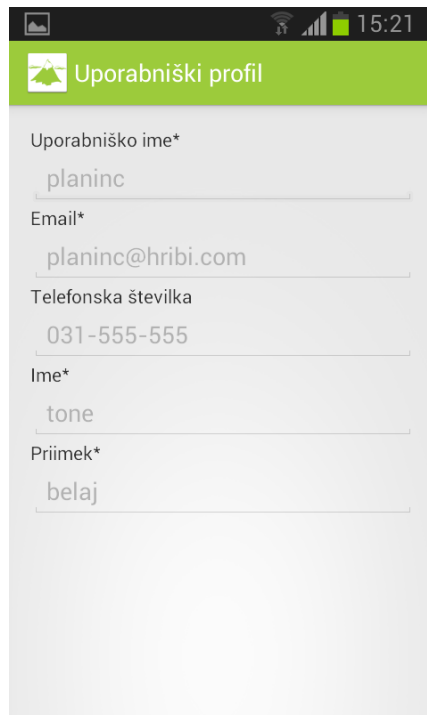 15:21
Uporabniški profil
Uporabniško ime*
planinc
Email*
planinc@hribi.com
Telefonska številka
031-555-555
Ime*
tone
Priimek*
belaj